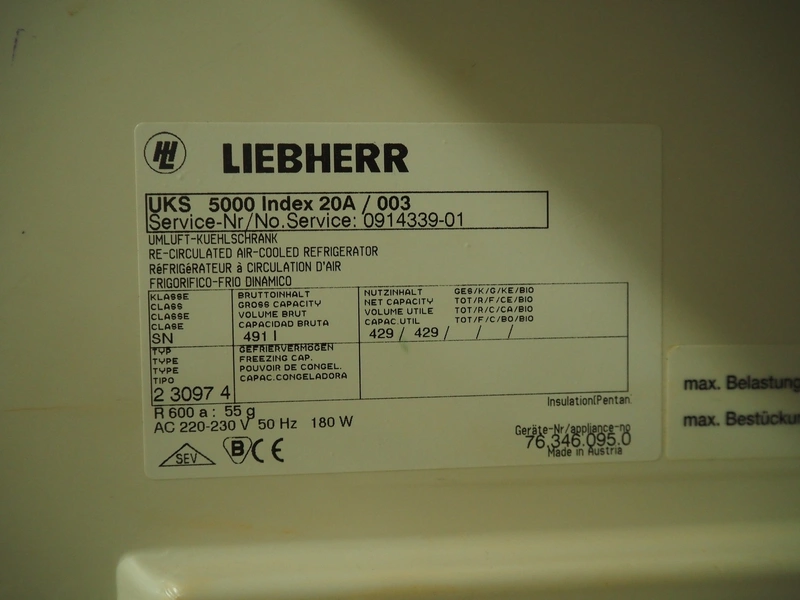 HL LIEBHERR
UKS 5000 Index 20A / 003
Service-Nr/No.Service: 0914339-01
UMLUFT-KUEHLSCHRANK
RE-CIRCULATED AIR-COOLED REFRIGERATOR
RéFRIGéRATEUR à CIRCULATION D'AIR
FRIGORIFICO-FRIO DINAMICO
KLASSE BRUTTOINHALT NUTZINHALT GES/K/G/KE/BIO
CLASS GROSS CAPACITY NET CAPACITY TOT/R/F/CE/BIO
CLASSE VOLUME BRUT VOLUME UTILE TOT/R/C/CA/BIO
CLASE CAPACIDAD BRUTA CAPAC.UTIL TOT/F/C/BO/BIO
SN 491 l 429 / 429 / / /
TYP GEFRIERVERMÖGEN
TYPE FREEZING CAP.
TYPE POUVOIR DE CONGEL.
TIPO CAPAC.CONGELADORA
2 3097 4
Insulation(Pentan
R 600 a : 55 g
AC 220-230 V 50 Hz 180 W
Geräte-Nr/appliance-no
76.346.095.0
Made in Austria
SEV B CE
max. Belastung
max. Bestücku